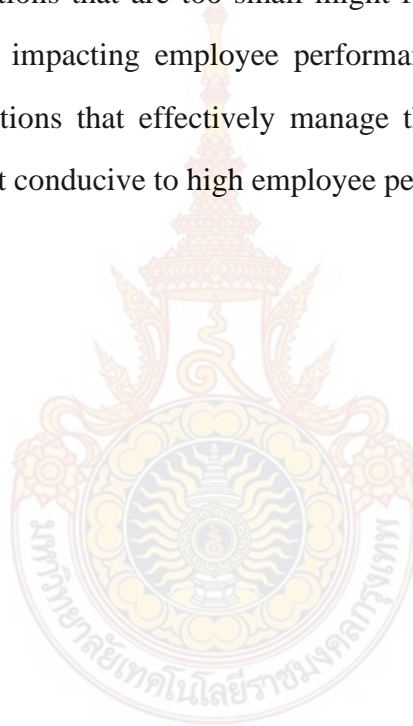 tions that are too small might
impacting employee performa
tions that effectively manage t
t conducive to high employee pe
มหาวิทยาลัยเทคโนโลยีราชมงคลกรุงเทพ